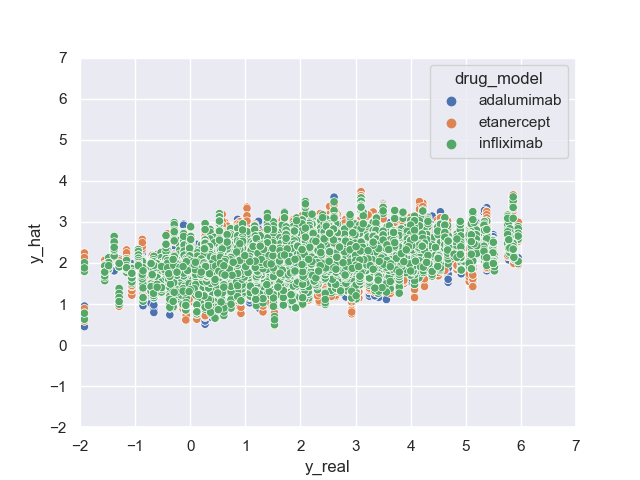 7
6
5
4
3
2
1
0
−1
−2
y_hat
drug_model
adalumimab
etanercept
infliximab
−2 −1 0 1 2 3 4 5 6 7
y_real